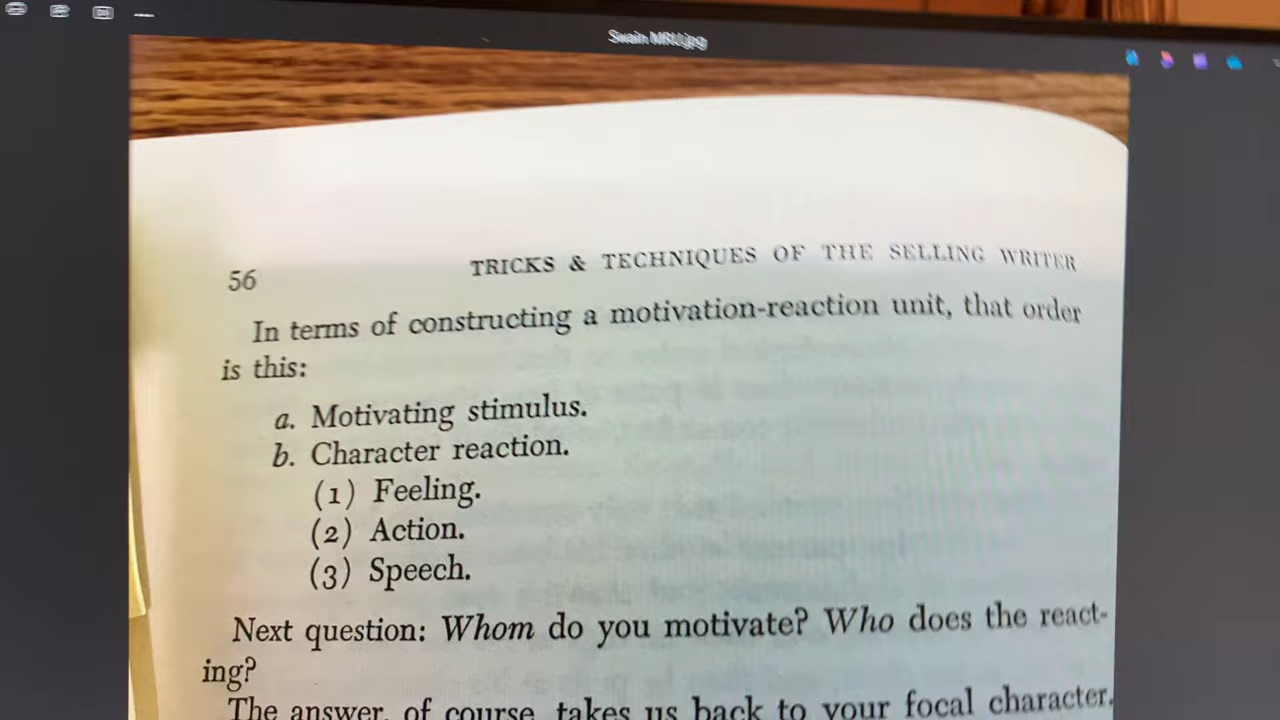 Swain MRU.jpg
56 TRICKS & TECHNIQUES OF THE SELLING WRITER
In terms of constructing a motivation-reaction unit, that order
is this:
a. Motivating stimulus.
b. Character reaction.
(1) Feeling.
(2) Action.
(3) Speech.
Next question: Whom do you motivate? Who does the react-
ing?
The answer, of course, takes us back to your focal character.